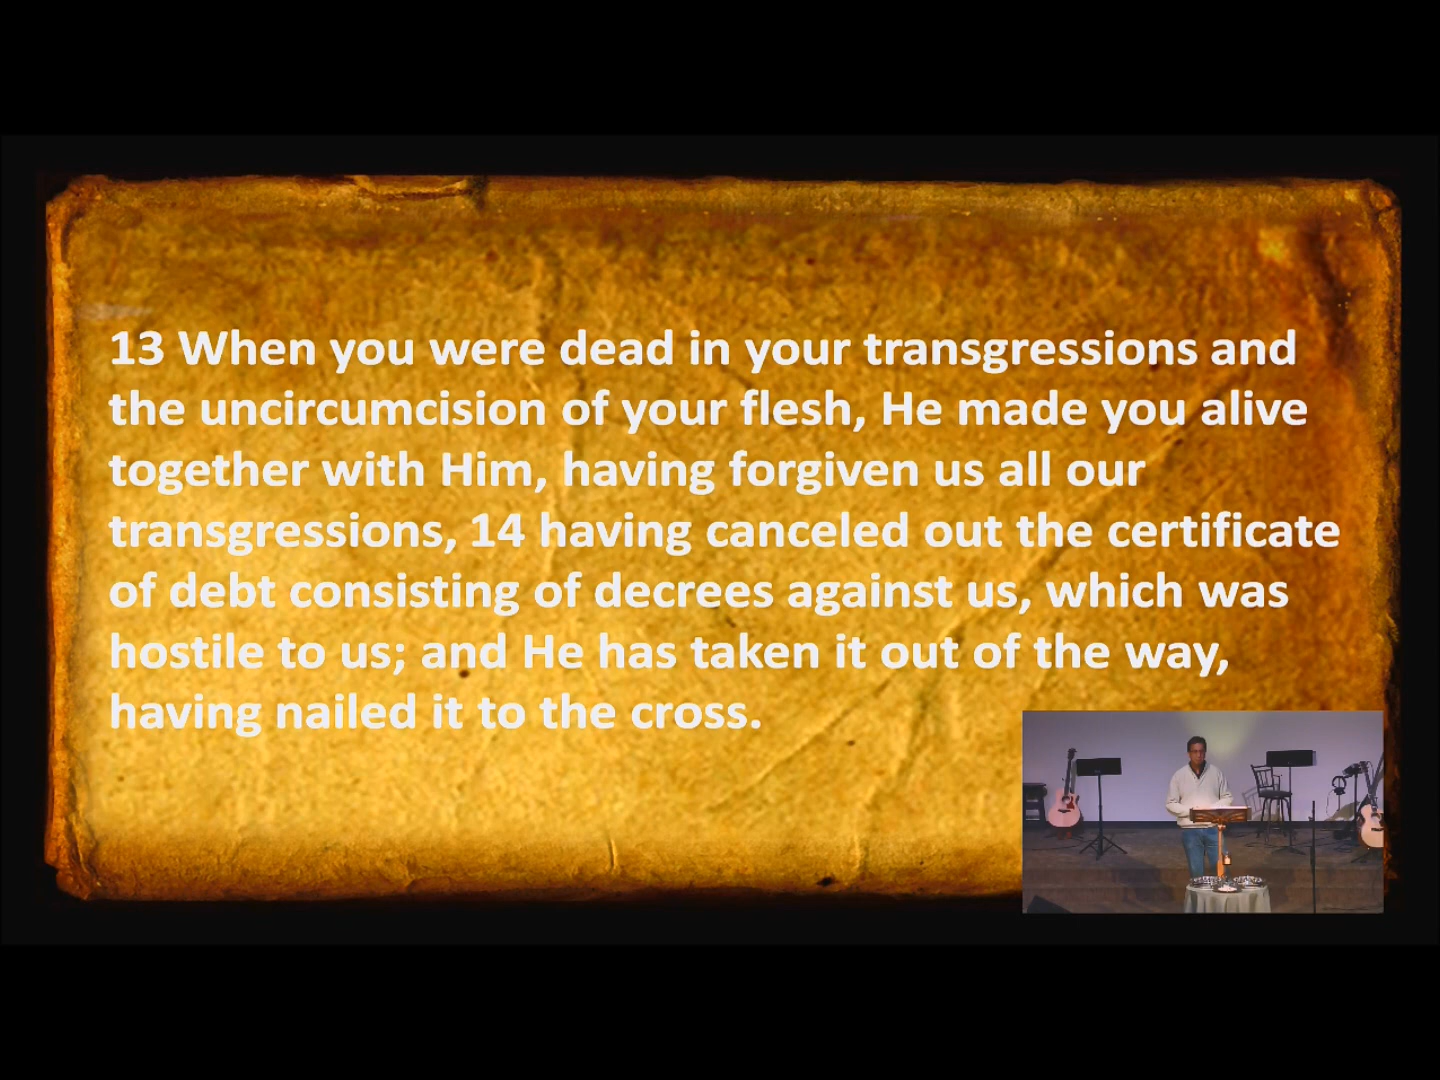 13 When you were dead in your transgressions and
the uncircumcision of your flesh, He made you alive
together with Him, having forgiven us all our
transgressions, 14 having canceled out the certificate
of debt consisting of decrees against us, which was
hostile to us; and He has taken it out of the way,
having nailed it to the cross.